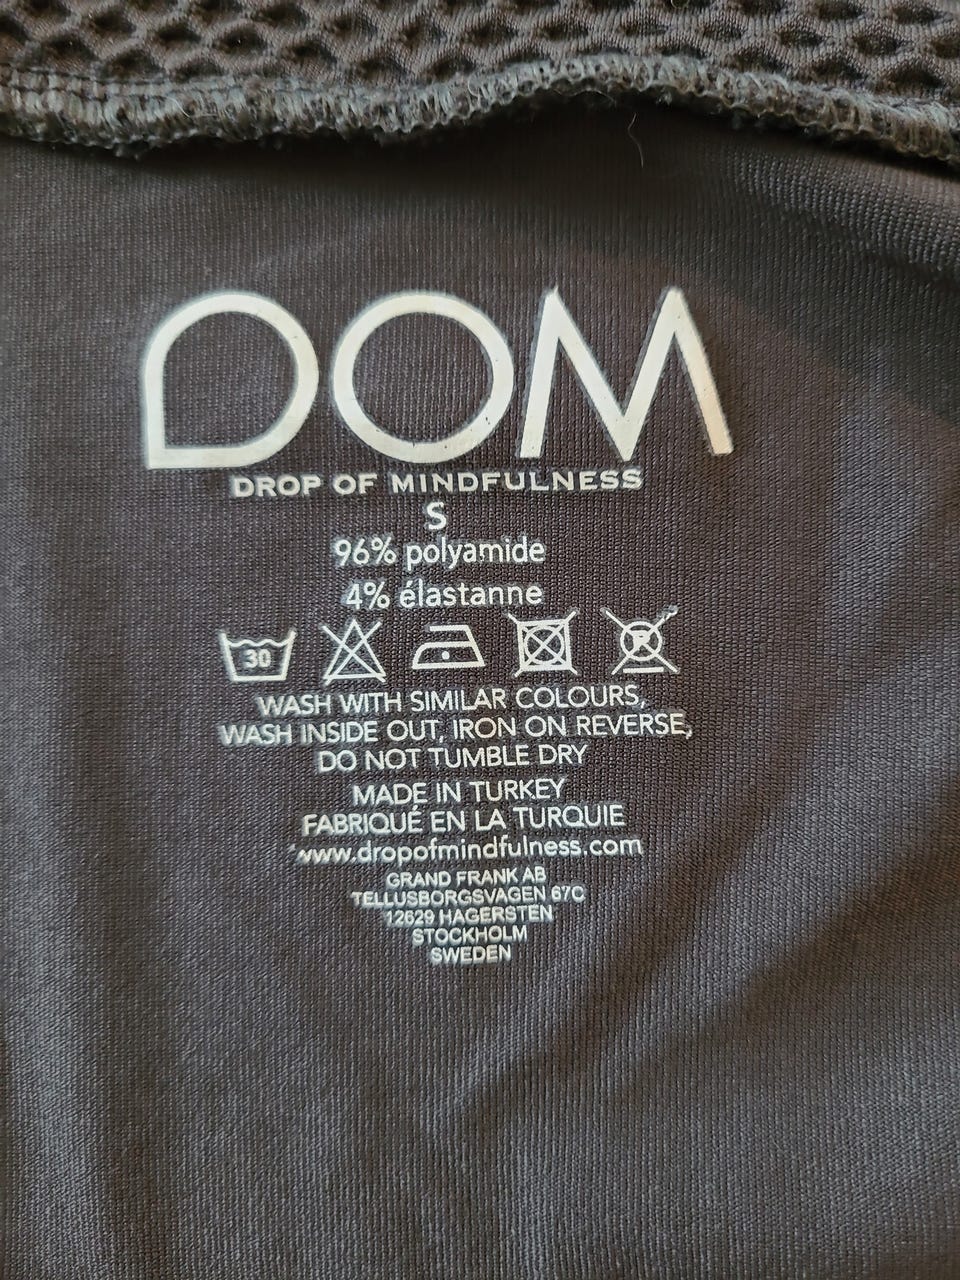 DOM
DROP OF MINDFULNESS
S
96% polyamide
4% élastanne
30 P
WASH WITH SIMILAR COLOURS,
WASH INSIDE OUT, IRON ON REVERSE,
DO NOT TUMBLE DRY
MADE IN TURKEY
FABRIQUÉ EN LA TURQUIE
www.dropofmindfulness.com
GRAND FRANK AB
TELLUSBORGSVAGEN 67C
12629 HAGERSTEN
STOCKHOLM
SWEDEN